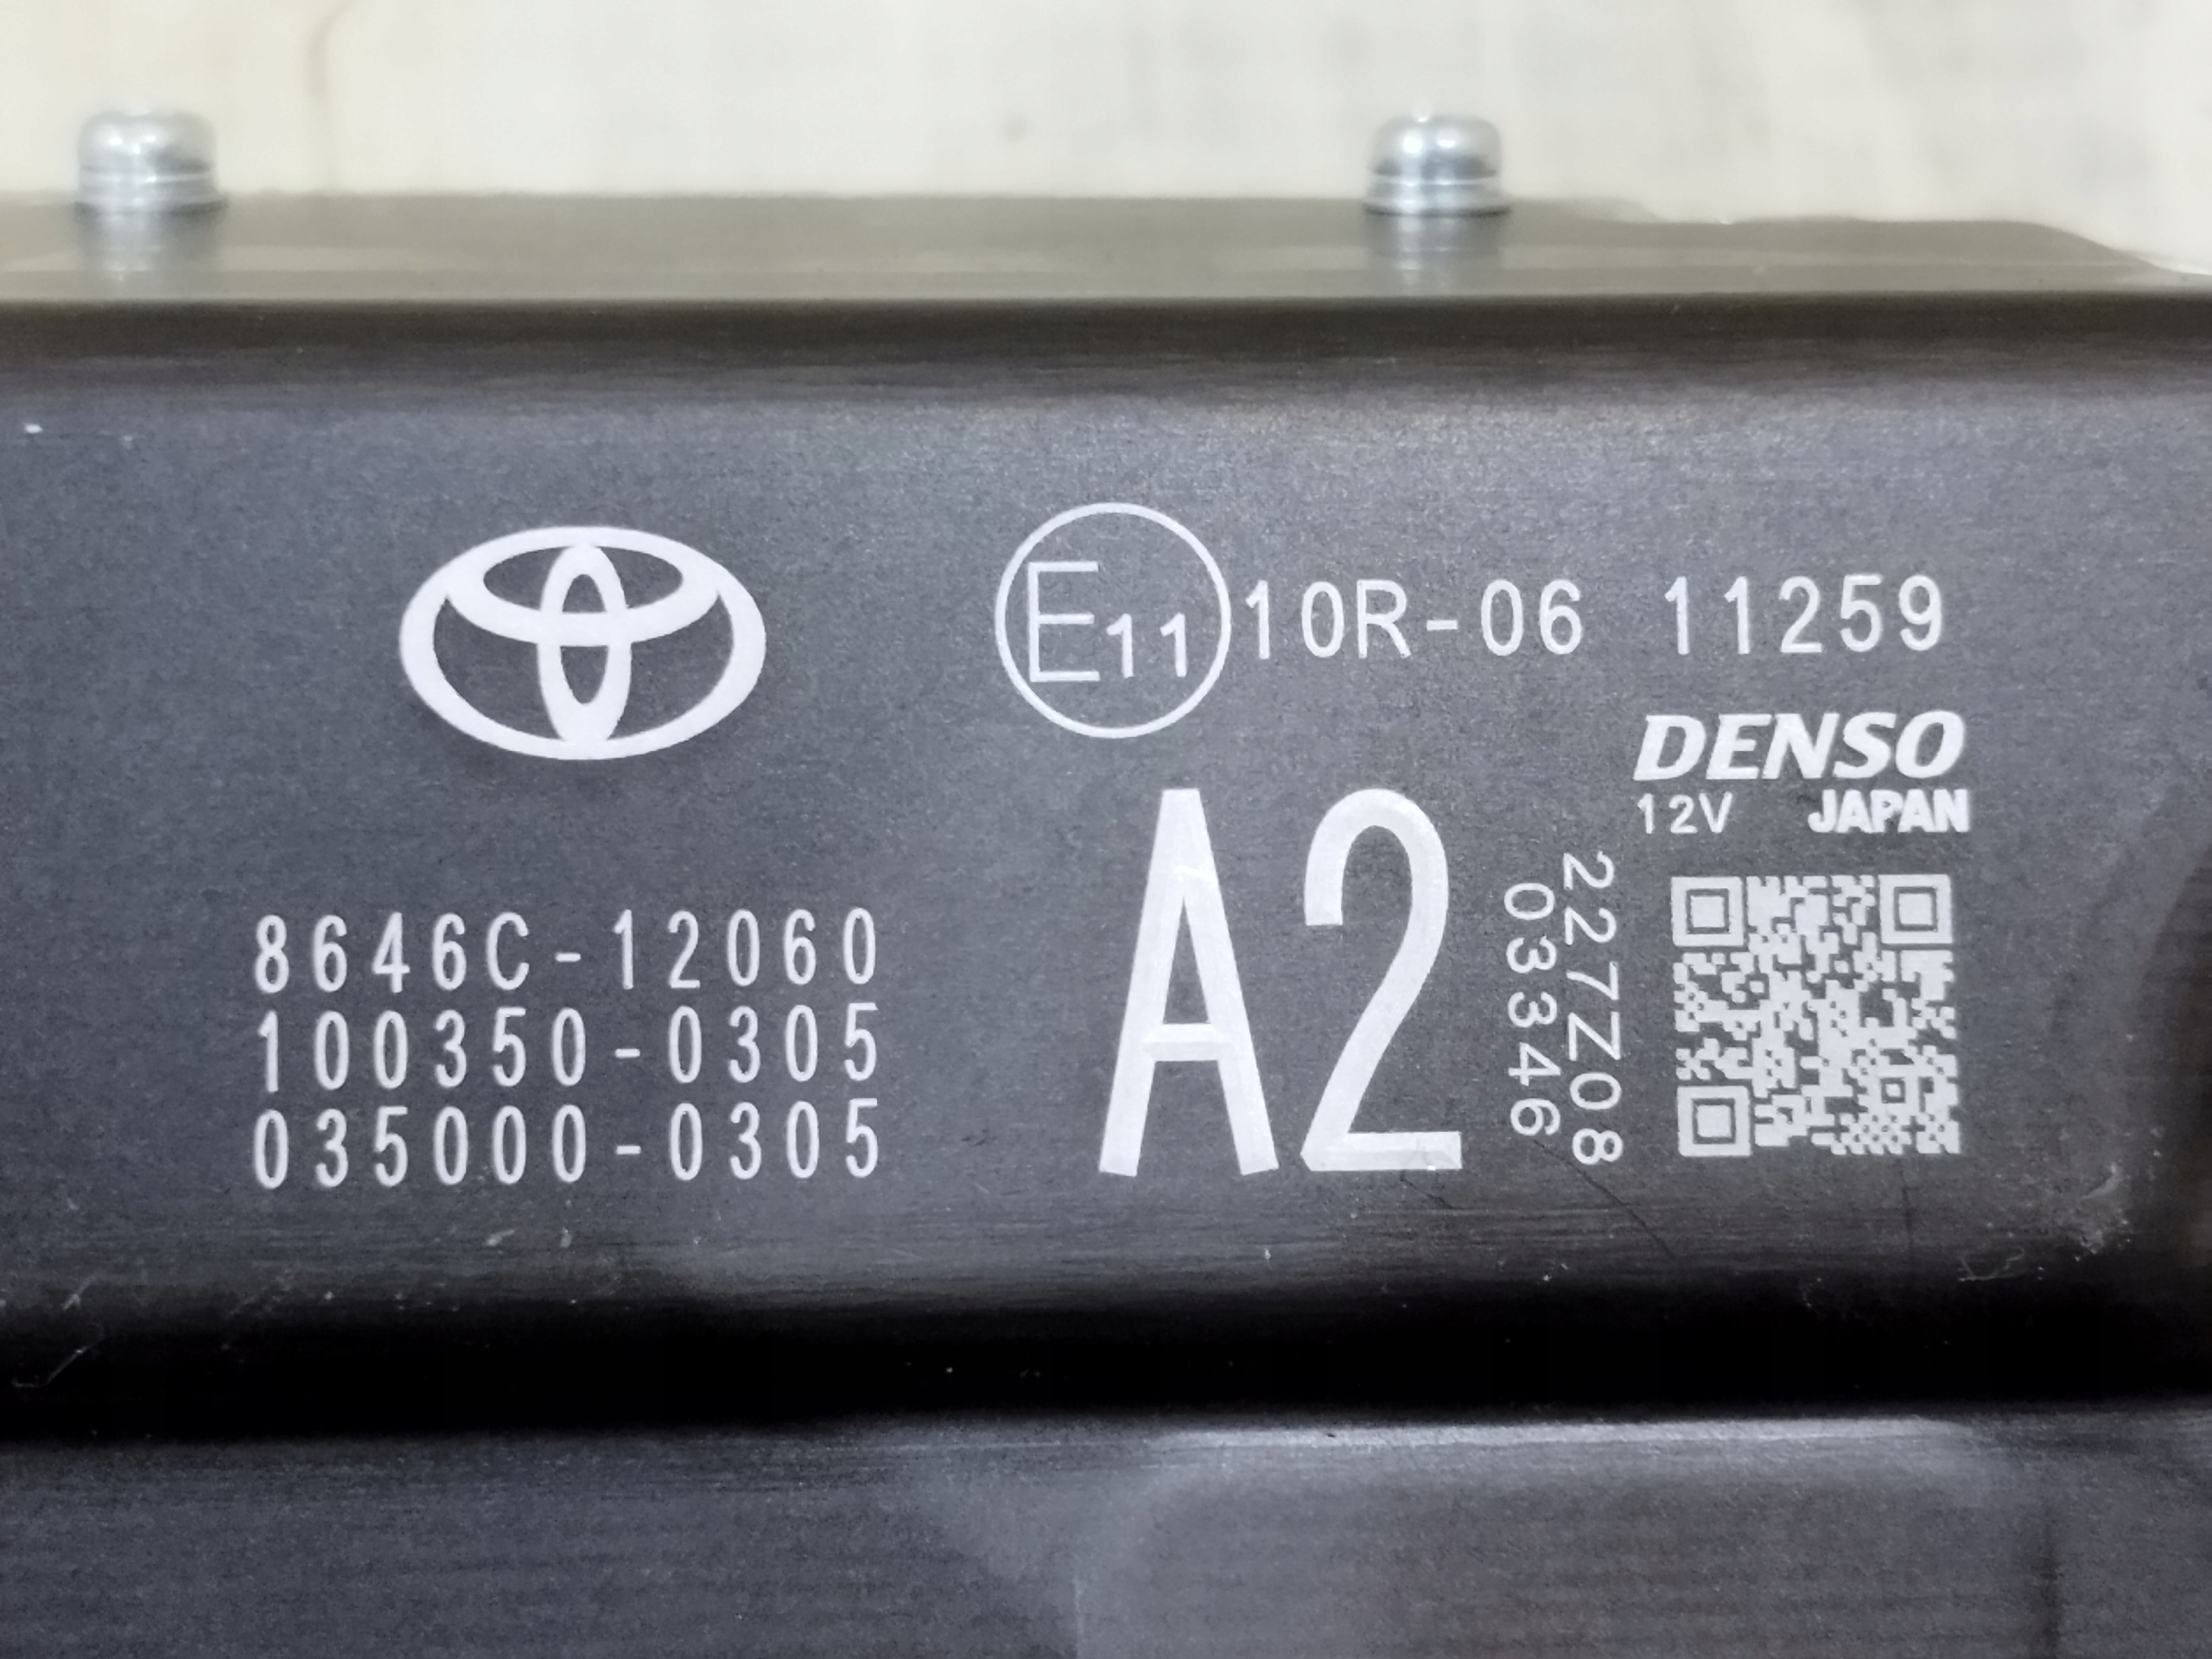 E11 10R-06 11259
DENSO
12V JAPAN
8646C-12060
100350-0305
035000-0305
A2
227Z08
03346